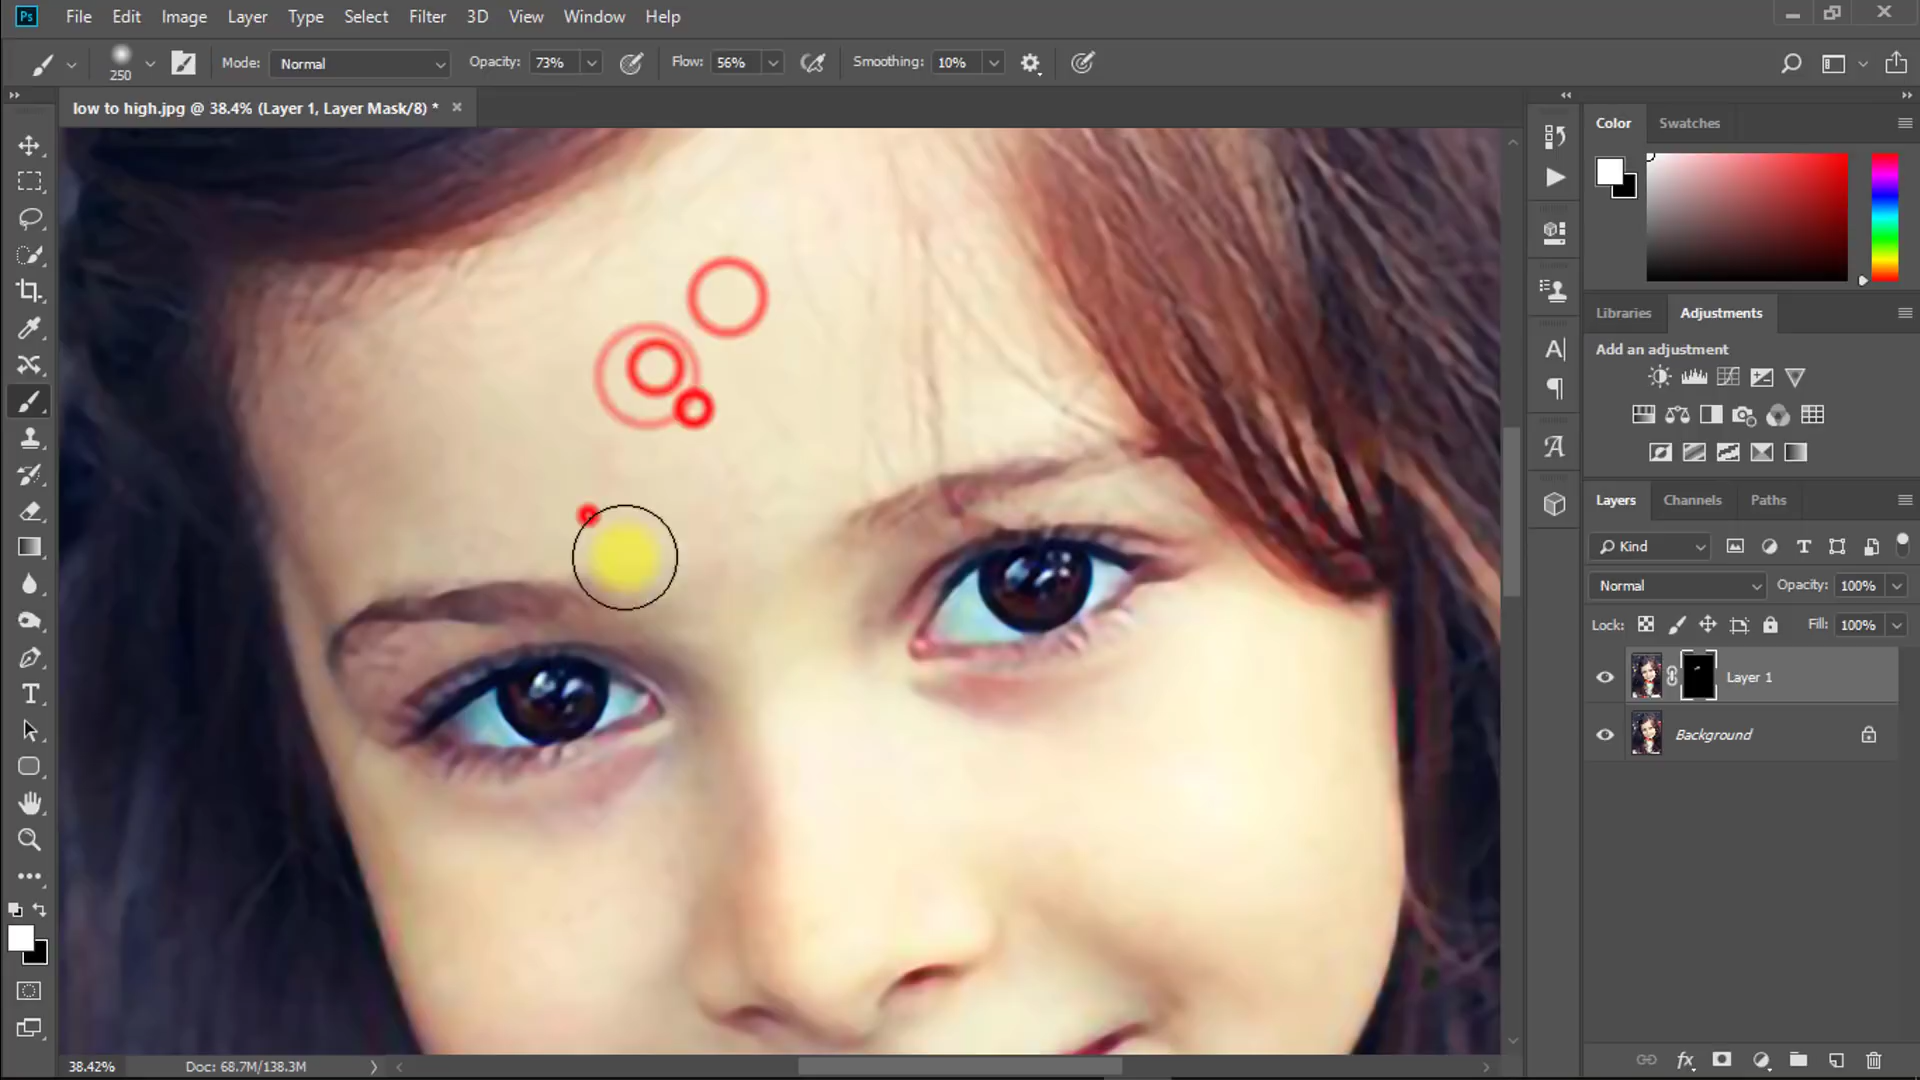 Ps File Edit Image Layer Type Select Filter 3D View Window Help
250 Mode: Normal Opacity: 73% Flow: 56% Smoothing: 10%
low to high.jpg @ 38.4% (Layer 1, Layer Mask/8) *
Color Swatches
Libraries Adjustments
Add an adjustment
Layers Channels Paths
Kind
Normal Opacity: 100%
Lock: Fill: 100%
Layer 1
Background
38.42% Doc: 68.7M/138.3M